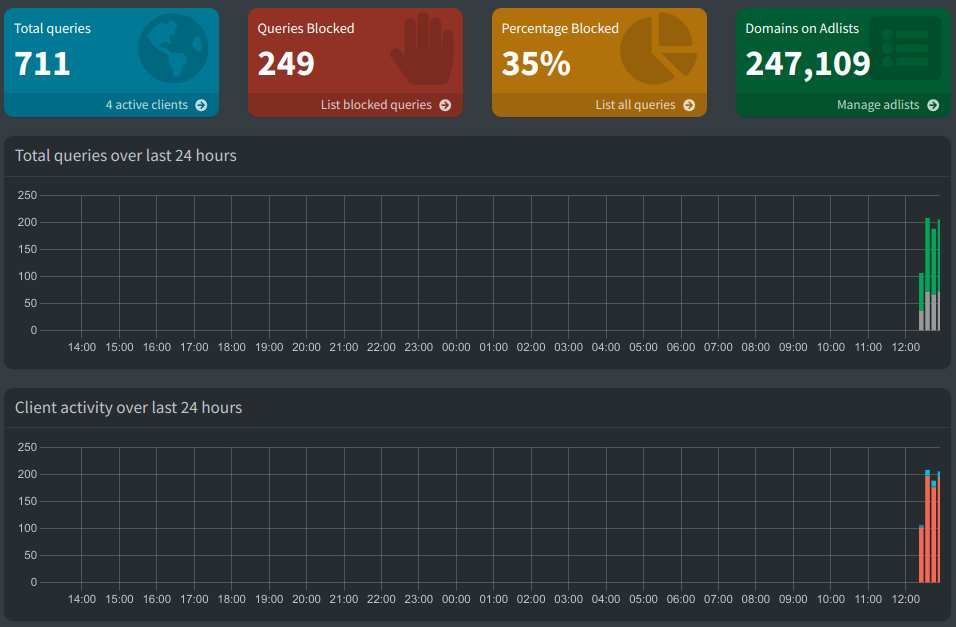 Total queries
711
4 active clients
Queries Blocked
249
List blocked queries
Percentage Blocked
35%
List all queries
Domains on Adlists
247,109
Manage adlists
Total queries over last 24 hours
250
200
150
100
50
0
14:00 15:00 16:00 17:00 18:00 19:00 20:00 21:00 22:00 23:00 00:00 01:00 02:00 03:00 04:00 05:00 06:00 07:00 08:00 09:00 10:00 11:00 12:00
Client activity over last 24 hours
250
200
150
100
50
0
14:00 15:00 16:00 17:00 18:00 19:00 20:00 21:00 22:00 23:00 00:00 01:00 02:00 03:00 04:00 05:00 06:00 07:00 08:00 09:00 10:00 11:00 12:00